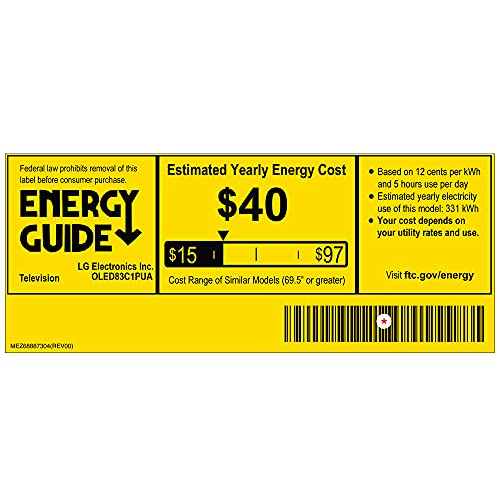 Federal law prohibits removal of this
label before consumer purchase.
ENERGY
GUIDE
LG Electronics Inc.
Television OLED83C1PUA
Estimated Yearly Energy Cost
$40
$15 $97
Cost Range of Similar Models (69.5" or greater)
• Based on 12 cents per kWh
and 5 hours use per day
• Estimated yearly electricity
use of this model: 331 kWh
• Your cost depends on
your utility rates and use.
Visit ftc.gov/energy
MEZ68887304(REV00)